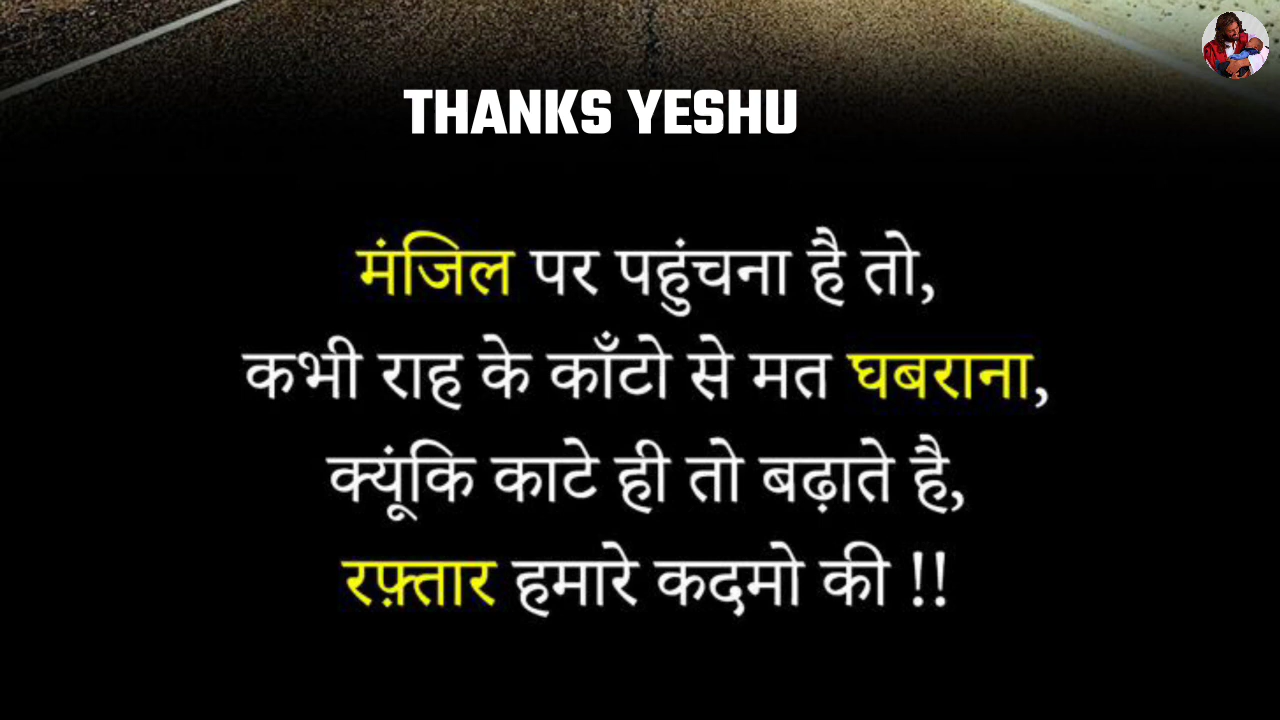 THANKS YESHU
मंजिल पर पहुंचना है तो,
कभी राह के काँटो से मत घबराना,
क्यूंकि काटे ही तो बढ़ाते है,
रफ़्तार हमारे कदमो की !!